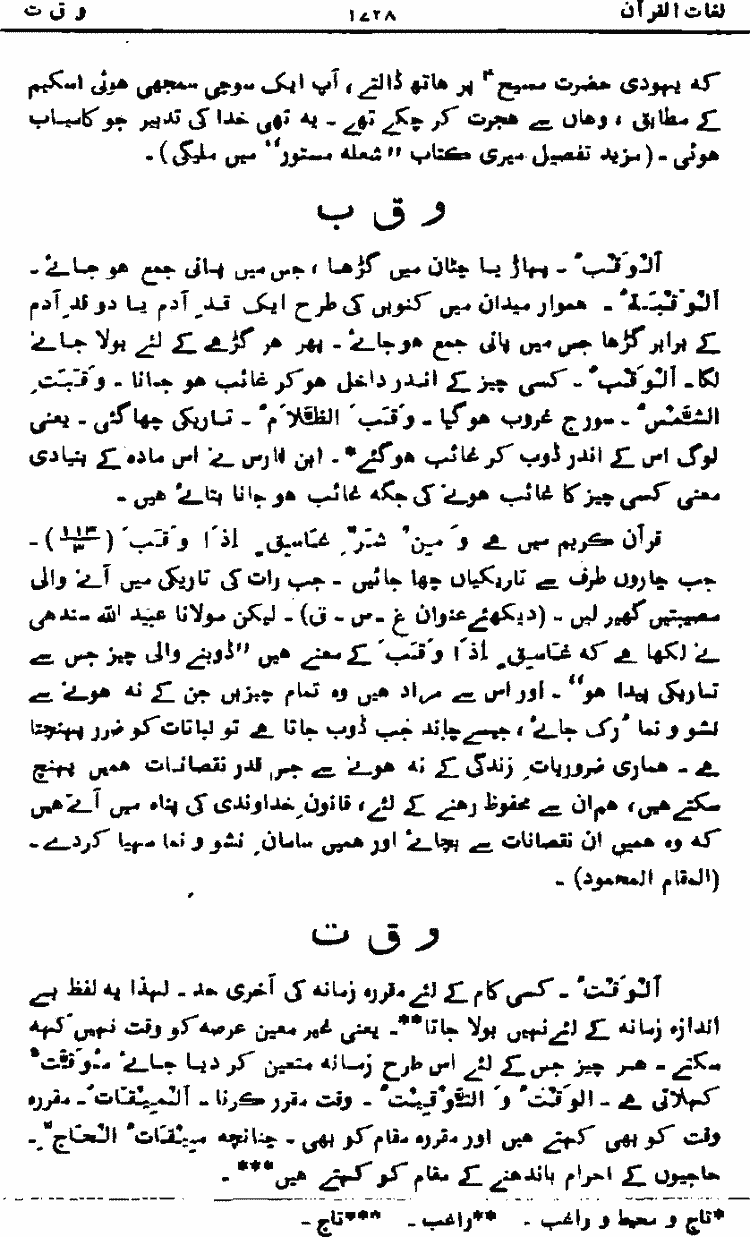 لغات القرآن ۱۷۲۸ و ق ت
کہ یہودی حضرت مسیحؑ پر ہاتھ ڈالتے، آپ ایک سوچی سمجھی ہوئی اسکیم
کے مطابق، وہاں سے ہجرت کر چکے تھے ۔ یہ تھی خدا کی تدبیر جو کامیاب
ہوئی ۔ (مزید تفصیل میری کتاب ’’شعلہ مستور‘‘ میں ملیگی) ۔
و ق ب
اَلْوَقْبُ ۔ پہاڑ یا چٹان میں گڑھا، جس میں پانی جمع ہو جائے ۔
اَلْوَقْبَۃُ ۔ ہموار میدان میں کنویں کی طرح ایک قدِ آدم یا دو قدِ آدم
کے برابر گڑھا جس میں پانی جمع ہوجائے ۔ پھر ہر گڑھے کے لئے بولا جانے
لگا ۔ اَلْوَقْبُ ۔ کسی چیز کے اندر داخل ہوکر غائب ہو جانا ۔ وَقَبَتِ
الشَّمْسُ ۔ سورج غروب ہوگیا ۔ وَقَبَ الظَّلَامُ ۔ تاریکی چھاگئی ۔ یعنی
لوگ اس کے اندر ڈوب کر غائب ہوگئے* ۔ ابن فارس نے اس مادہ کے بنیادی
معنی کسی چیز کا غائب ہونے کی جگہ غائب ہو جانا بتائے ہیں ۔
قرآن کریم میں ہے وَ مِنْ شَرِّ غَاسِقٍ اِذَا وَقَبَ (۱۱۳/۳) ۔
جب چاروں طرف سے تاریکیاں چھا جائیں ۔ جب رات کی تاریکی میں آنے والی
مصیبتیں گھیر لیں ۔ (دیکھئے عنوان غ ۔ س ۔ ق) ۔ لیکن مولانا عبید اللہ سندھی
نے لکھا ہے کہ غَاسِقٍ اِذَا وَقَبَ کے معنے ہیں ’’ڈوبنے والی چیز جس سے
تاریکی پیدا ہو‘‘ ۔ اور اس سے مراد ہیں وہ تمام چیزیں جن کے نہ ہونے سے
نشو و نما رُک جائے، جیسے چاند جب ڈوب جاتا ہے تو نباتات کو ضرر پہنچتا
ہے ۔ ہماری ضروریاتِ زندگی کے نہ ہونے سے جس قدر نقصانات ہمیں پہنچ
سکتے ہیں، ہم ان سے محفوظ رہنے کے لئے، قانونِ خداوندی کی پناہ میں آتے ہیں
کہ وہ ہمیں ان نقصانات سے بچائے اور ہمیں سامانِ نشو و نما مہیا کردے ۔
(المقام المحمود) ۔
و ق ت
اَلْوَقْتُ ۔ کسی کام کے لئے مقررہ زمانہ کی آخری حد ۔ لہذا یہ لفظ بے
اندازہ زمانہ کے لئے نہیں بولا جاتا** ۔ یعنی غیر معین عرصہ کو وقت نہیں کہہ
سکتے ۔ ہر چیز جس کے لئے اس طرح زمانہ متعین کر دیا جائے مُوَقَّتٌ
کہلاتی ہے ۔ الوَقْتُ وَ التَّوْقِیْتُ ۔ وقت مقرر کرنا ۔ اَلْمِیْقَاتُ ۔ مقررہ
وقت کو بھی کہتے ہیں اور مقررہ مقام کو بھی ۔ چنانچہ مِیْقَاتُ الْحَاجِّ ۔
حاجیوں کے احرام باندھنے کے مقام کو کہتے ہیں*** ۔
*تاج و محیط و راغب ۔ **راغب ۔ ***تاج ۔